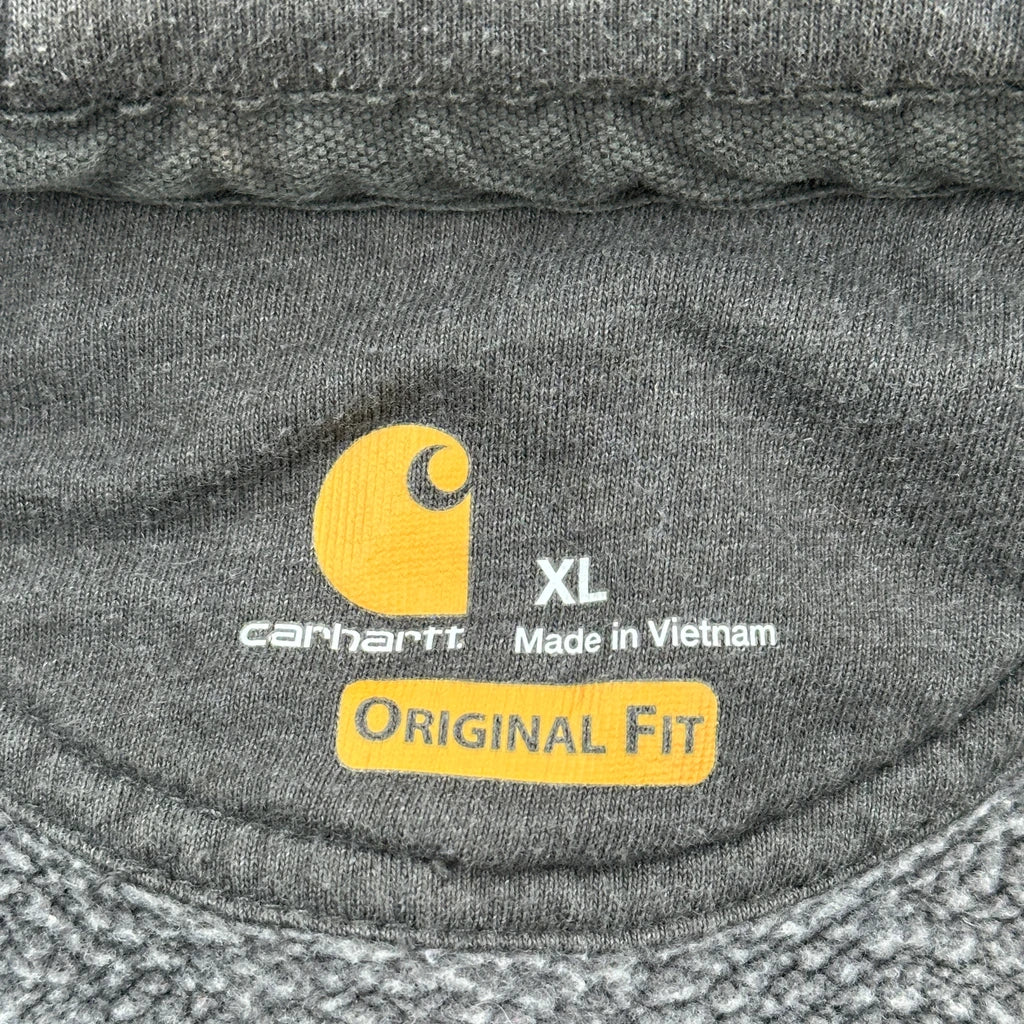 XL
carhartt
Made in Vietnam
ORIGINAL FIT